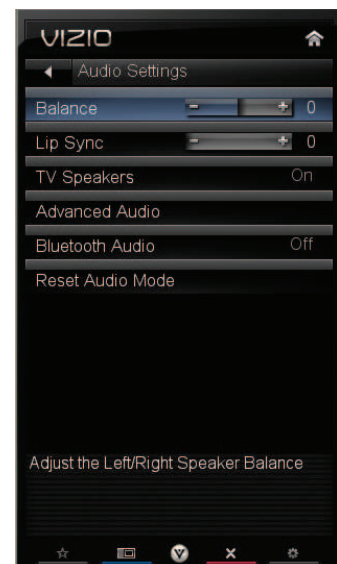 VIZIO
Audio Settings
Balance - + 0
Lip Sync - + 0
TV Speakers On
Advanced Audio
Bluetooth Audio Off
Reset Audio Mode
Adjust the Left/Right Speaker Balance
V